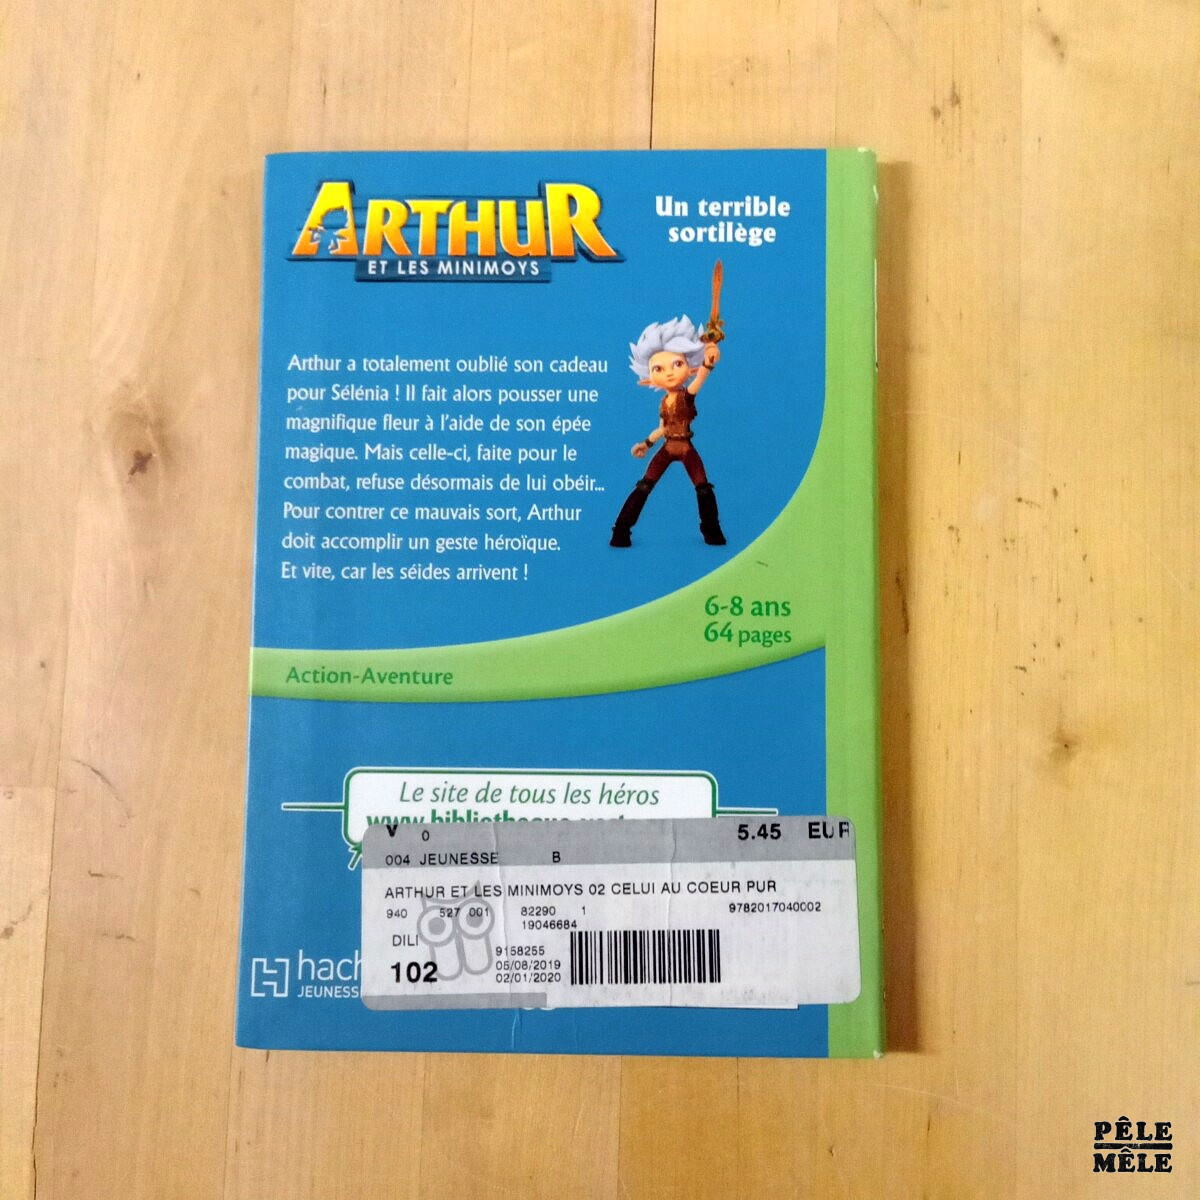 ARTHUR
ET LES MINIMOYS
Un terrible
sortilège
Arthur a totalement oublié son cadeau
pour Sélénia ! Il fait alors pousser une
magnifique fleur à l'aide de son épée
magique. Mais celle-ci, faite pour le
combat, refuse désormais de lui obéir...
Pour contrer ce mauvais sort, Arthur
doit accomplir un geste héroïque.
Et vite, car les séides arrivent !
6-8 ans
64 pages
Action-Aventure
Le site de tous les héros
V 0 5.45 EUR
004 JEUNESSE B
ARTHUR ET LES MINIMOYS 02 CELUI AU COEUR PUR
940 527 001 82290 1 9782017040002
19046684
DILI
9158255
102 05/08/2019
02/01/2020
hach
JEUNESSE
PÊLE
MÊLE